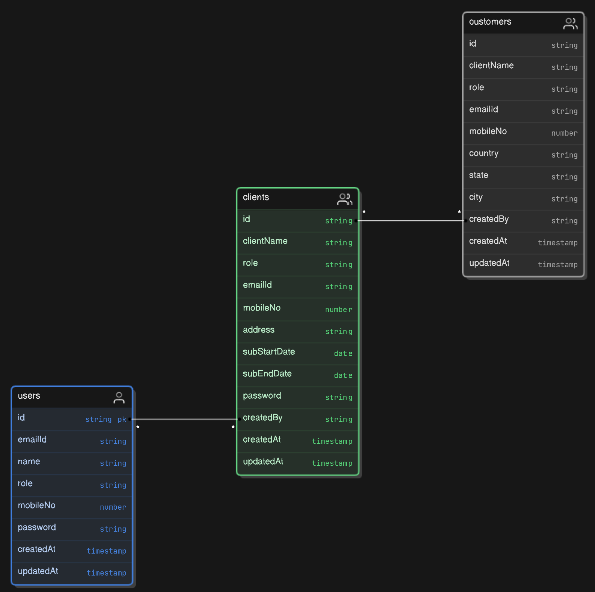 customers
id string
clientName string
role string
emailid string
mobileNo number
country string
state string
city string
createdBy string
createdAt timestamp
updatedAt timestamp
clients
id string
clientName string
role string
emailId string
mobileNo number
address string
subStartDate date
subEndDate date
password string
createdBy string
createdAt timestamp
updatedAt timestamp
users
id string pk
emailId string
name string
role string
mobileNo number
password string
createdAt timestamp
updatedAt timestamp